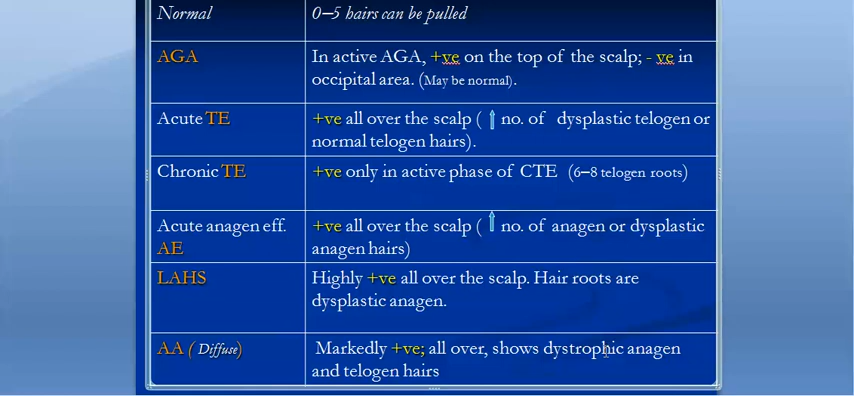 Normal
0–5 hairs can be pulled
AGA
In active AGA, +ve on the top of the scalp; - ve in
occipital area. (May be normal).
Acute TE
+ve all over the scalp ( ⇑ no. of dysplastic telogen or
normal telogen hairs).
Chronic TE
+ve only in active phase of CTE (6–8 telogen roots)
Acute anagen eff.
AE
+ve all over the scalp ( ⇑ no. of anagen or dysplastic
anagen hairs)
LAHS
Highly +ve all over the scalp. Hair roots are
dysplastic anagen.
AA ( Diffuse)
Markedly +ve; all over, shows dystrophic anagen
and telogen hairs